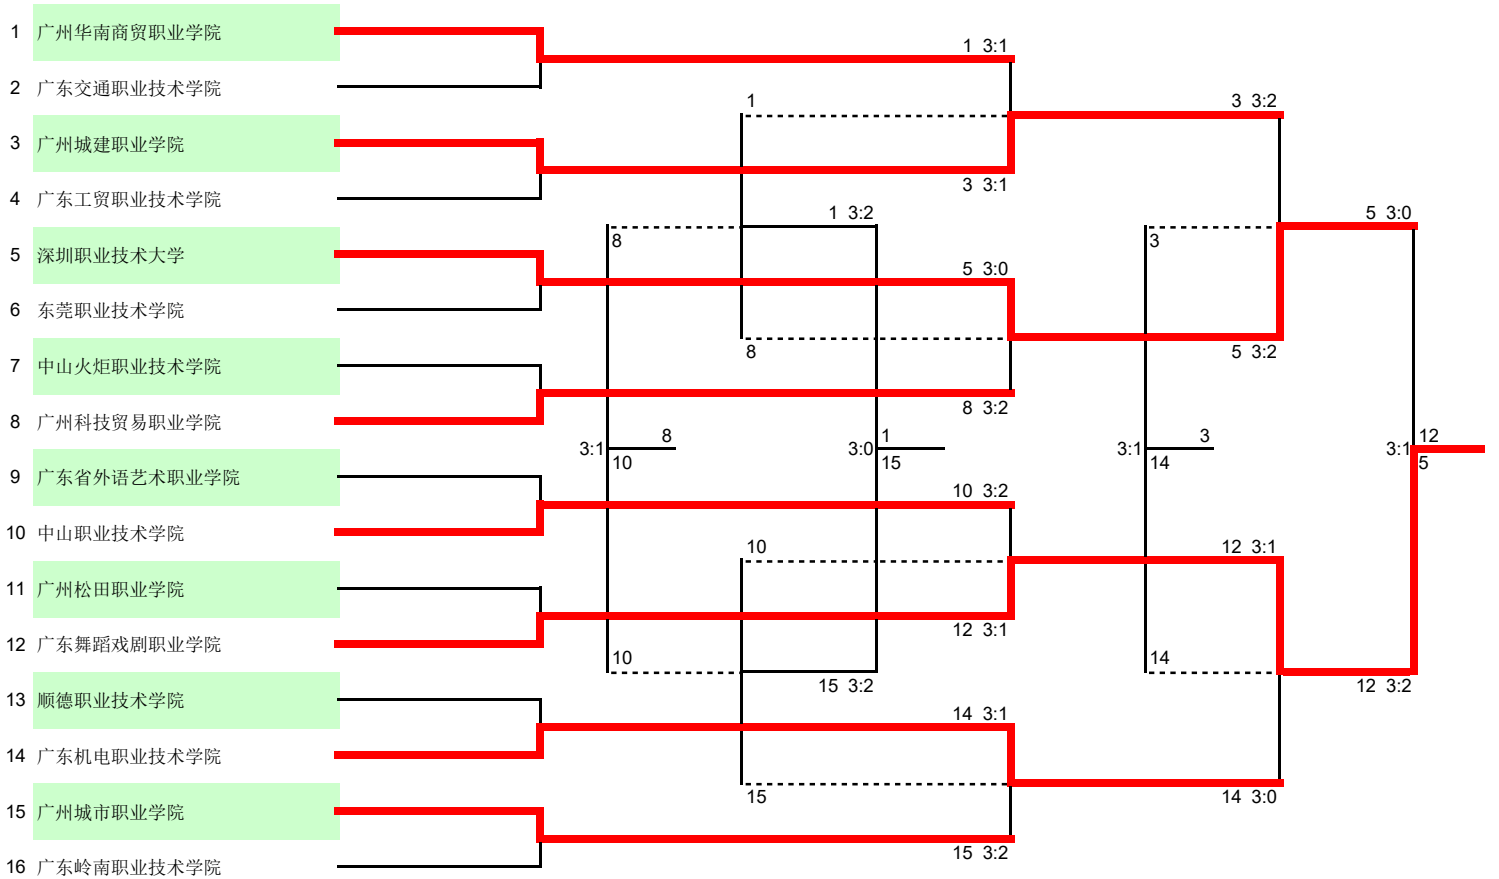 1 广州华南商贸职业学院
1 3:1
2 广东交通职业技术学院
1
3 3:2
3 广州城建职业学院
3 3:1
4 广东工贸职业技术学院
1 3:2
5 3:0
8
3
5 深圳职业技术大学
5 3:0
6 东莞职业技术学院
8
5 3:2
7 中山火炬职业技术学院
8 3:2
8 广州科技贸易职业学院
8
1
3
12
3:1
3:0
3:1
3:1
10
15
14
5
9 广东省外语艺术职业学院
10 3:2
10 中山职业技术学院
10
12 3:1
11 广州松田职业学院
12 3:1
12 广东舞蹈戏剧职业学院
10
14
15 3:2
12 3:2
13 顺德职业技术学院
14 3:1
14 广东机电职业技术学院
15
14 3:0
15 广州城市职业学院
15 3:2
16 广东岭南职业技术学院